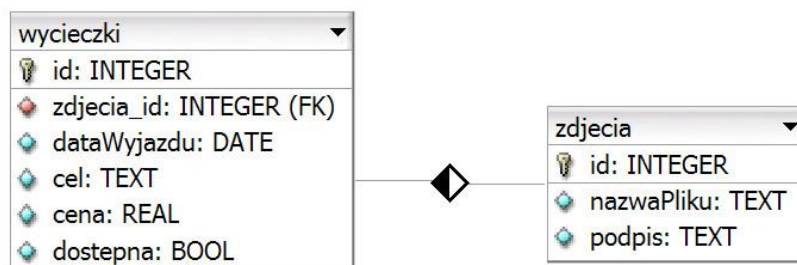 wycieczki
id: INTEGER
zdjecia_id: INTEGER (FK)
dataWyjazdu: DATE
cel: TEXT
cena: REAL
dostepna: BOOL
zdjecia
id: INTEGER
nazwaPliku: TEXT
podpis: TEXT